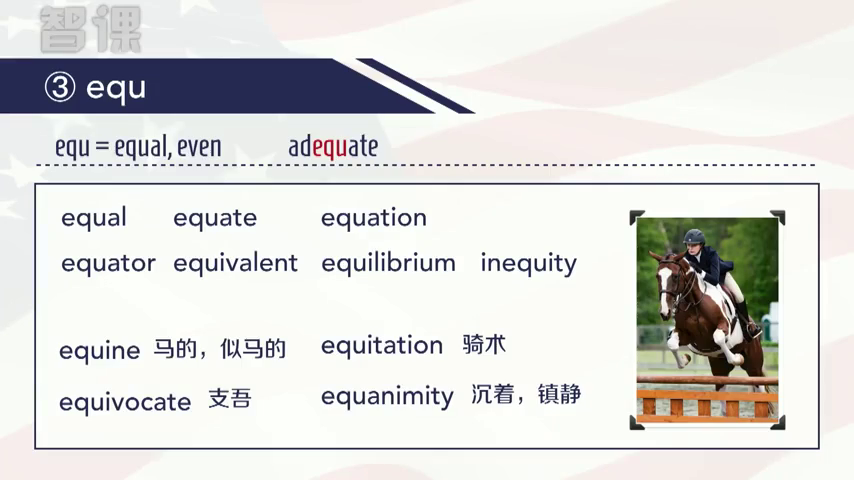 智课
③ equ
equ = equal, even adequate
equal equate equation
equator equivalent equilibrium inequity
equine 马的，似马的 equitation 骑术
equivocate 支吾 equanimity 沉着，镇静